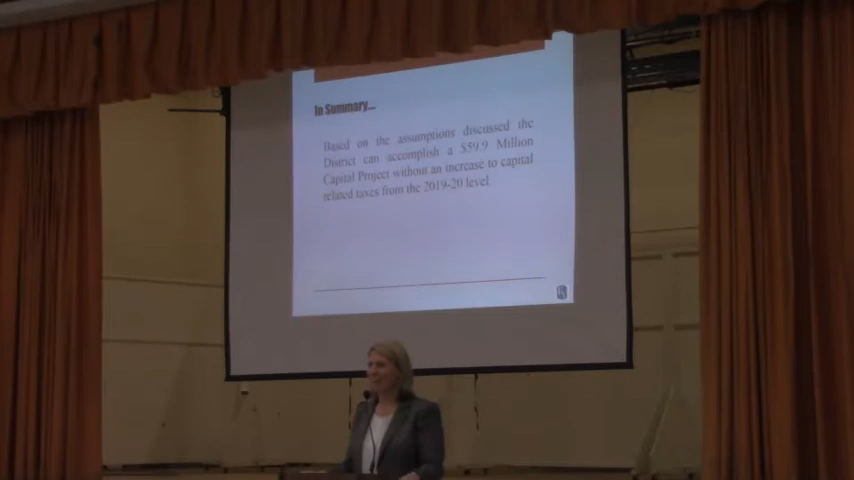 In Summary...
Based on the assumptions discussed the
District can accomplish a $59.9 Million
Capital Project without an increase to capital
related taxes from the 2019-20 level